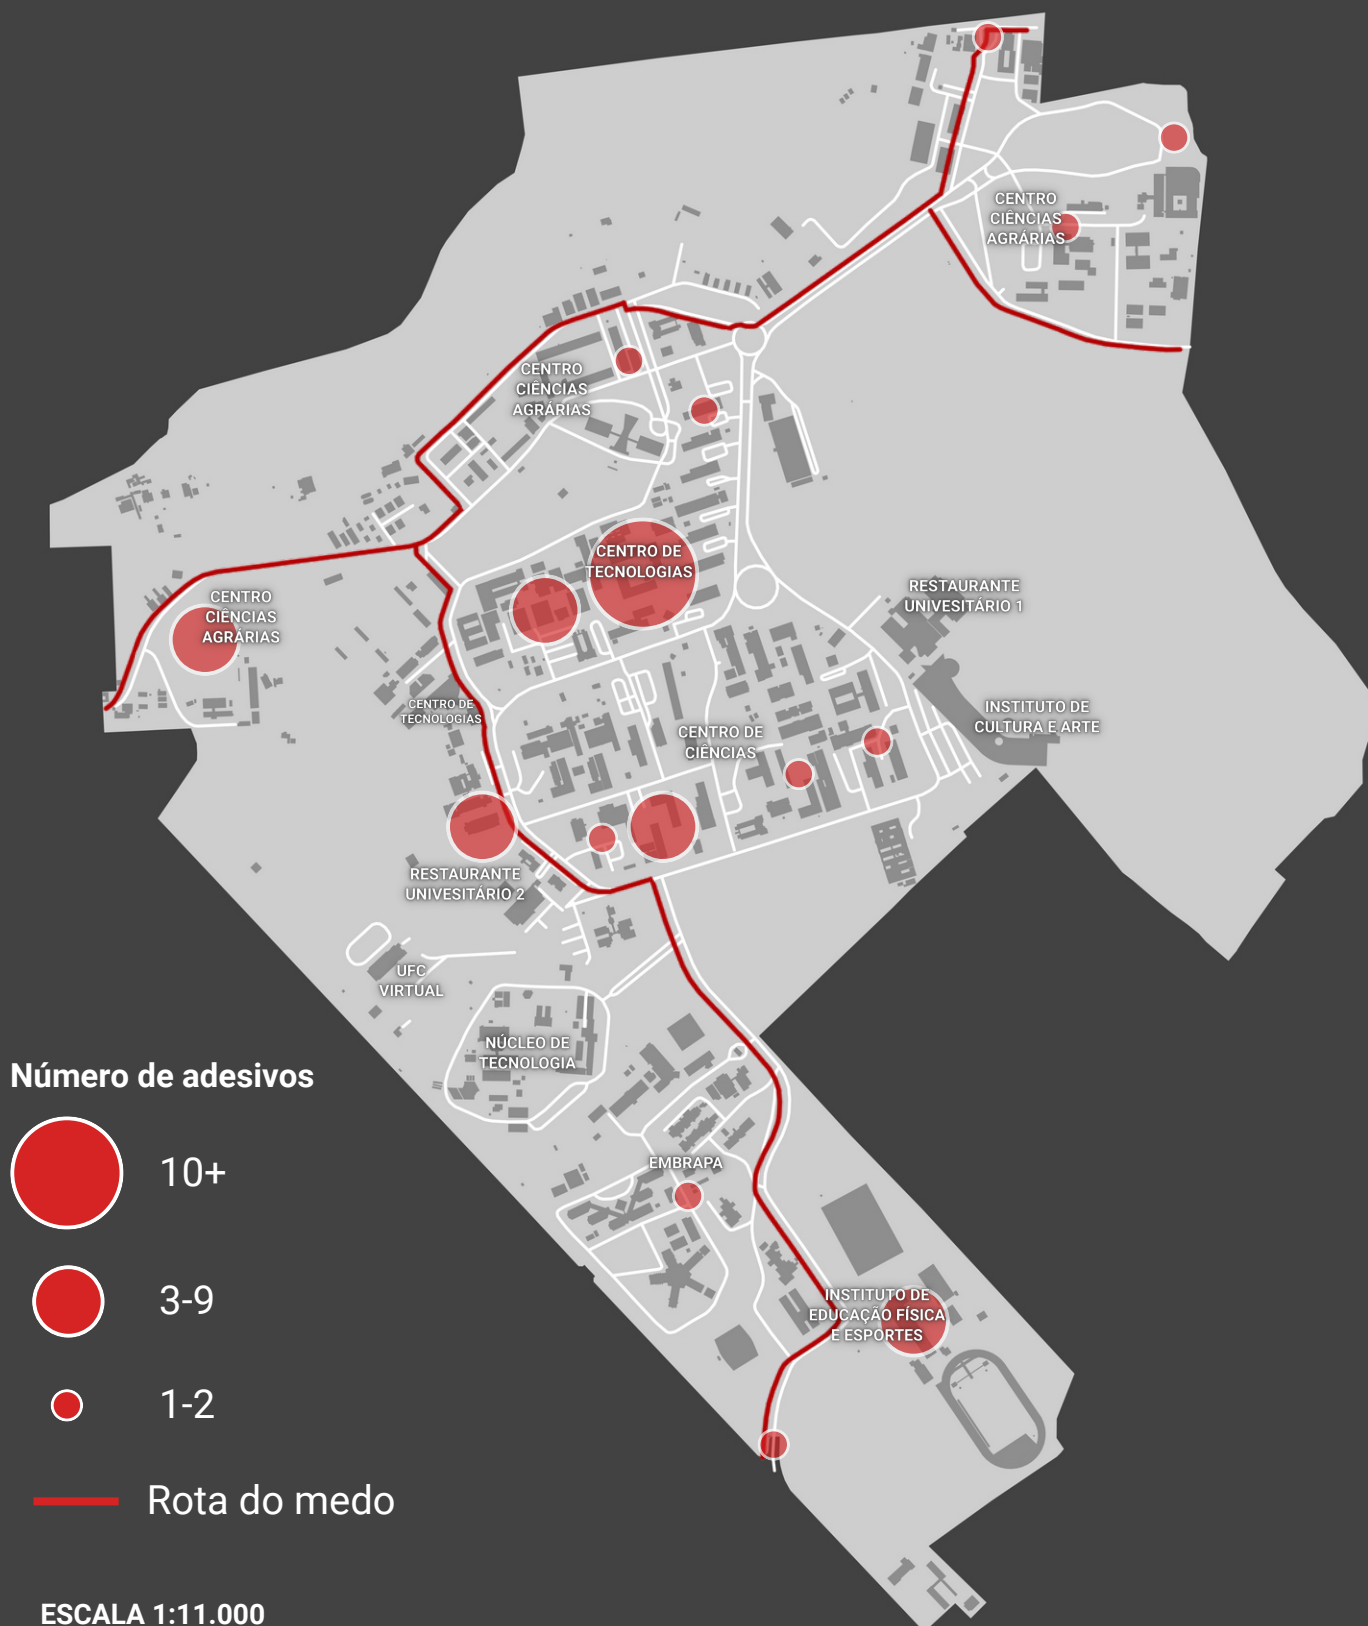 CENTRO
CIÊNCIAS
AGRÁRIAS
CENTRO
CIÊNCIAS
AGRÁRIAS
CENTRO DE
TECNOLOGIAS
RESTAURANTE
UNIVESITÁRIO 1
CENTRO
CIÊNCIAS
AGRÁRIAS
CENTRO DE
TECNOLOGIAS
INSTITUTO DE
CULTURA E ARTE
CENTRO DE
CIÊNCIAS
RESTAURANTE
UNIVESITÁRIO 2
UFC
VIRTUAL
NÚCLEO DE
TECNOLOGIA
EMBRAPA
INSTITUTO DE
EDUCAÇÃO FÍSICA
E ESPORTES
Número de adesivos
10+
3-9
1-2
Rota do medo
ESCALA 1:11.000